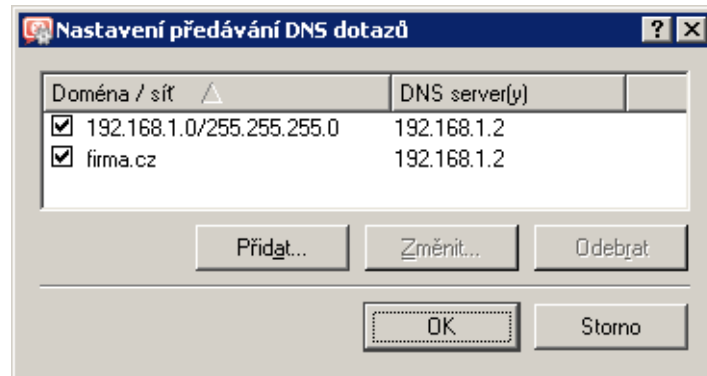 Nastavení předávání DNS dotazů
Doména / síť DNS server(y)
192.168.1.0/255.255.255.0 192.168.1.2
firma.cz 192.168.1.2
Přidat... Změnit... Odebrat
OK Storno